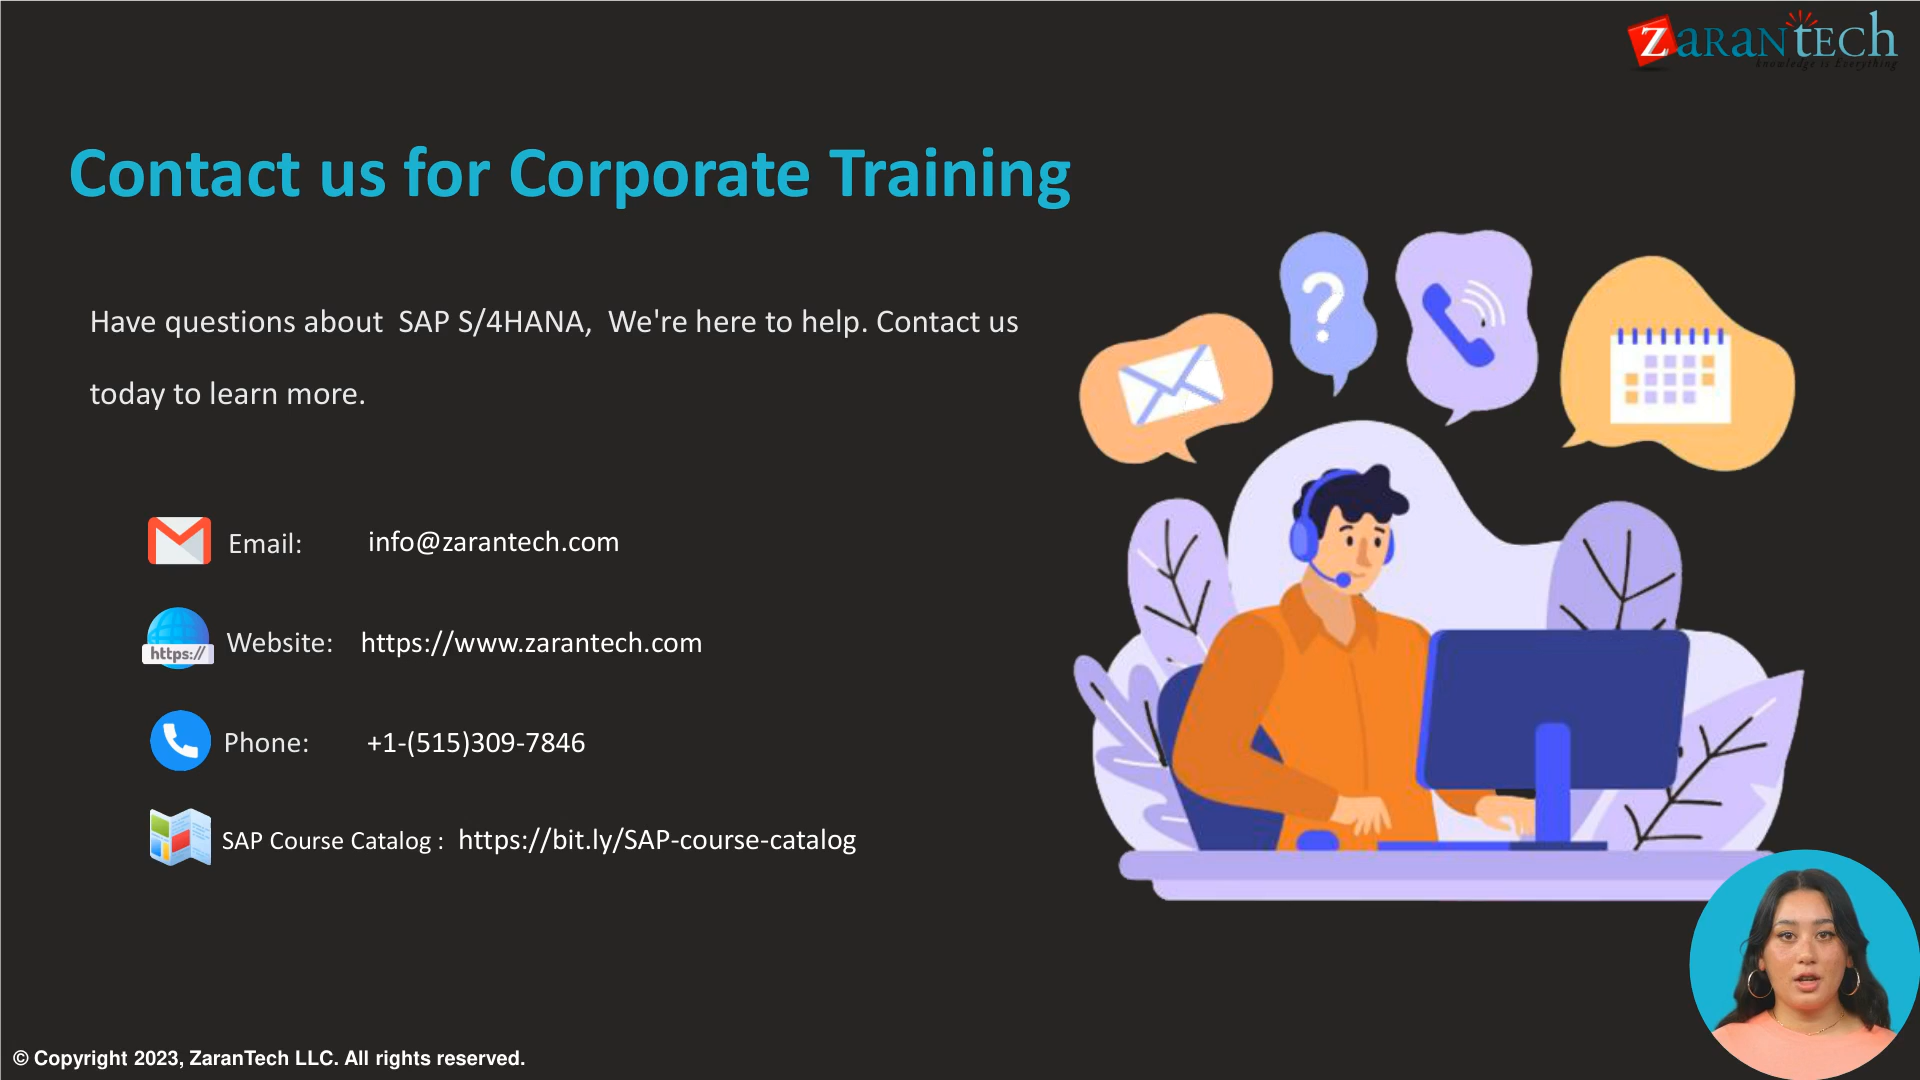 ZaranTech
knowledge is Everything
Contact us for Corporate Training
Have questions about  SAP S/4HANA,  We're here to help. Contact us
today to learn more.
Email: info@zarantech.com
https://
Website: https://www.zarantech.com
Phone: +1-(515)309-7846
SAP Course Catalog : https://bit.ly/SAP-course-catalog
© Copyright 2023, ZaranTech LLC. All rights reserved.